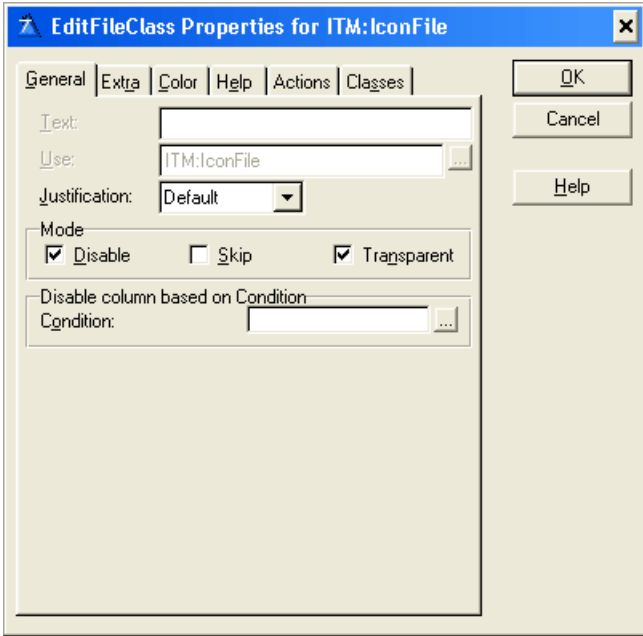 EditFileClass Properties for ITM:IconFile
General Extra Color Help Actions Classes
OK
Text:
Cancel
Use: ITM:IconFile ...
Justification: Default
Help
Mode
Disable Skip Transparent
Disable column based on Condition
Condition: ...